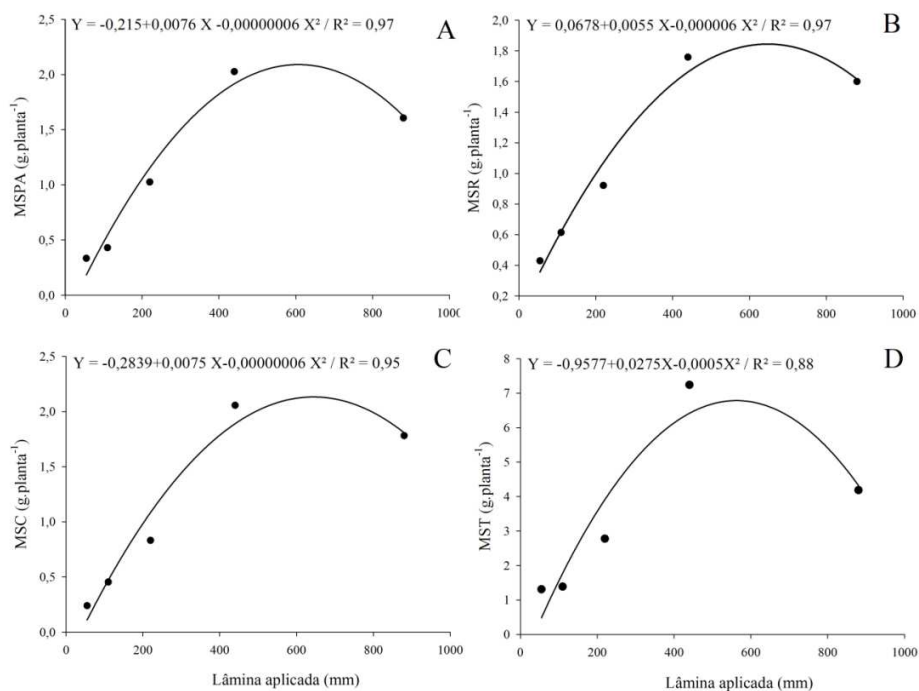 Y = -0,215+0,0076 X -0,00000006 X² / R² = 0,97
A
2,5
2,0
1,5
1,0
0,5
0,0
MSPA (g.planta⁻¹)
0 200 400 600 800 1000
Y = 0,0678+0,0055 X-0,000006 X² / R² = 0,97
B
2,0
1,8
1,6
1,4
1,2
1,0
0,8
0,6
0,4
0,2
MSR (g.planta⁻¹)
0 200 400 600 800 1000
Y = -0,2839+0,0075 X-0,00000006 X² / R² = 0,95
C
2,5
2,0
1,5
1,0
0,5
0,0
MSC (g.planta⁻¹)
0 200 400 600 800 1000
Lâmina aplicada (mm)
Y = -0,9577+0,0275X-0,0005X² / R² = 0,88
D
8
7
6
5
4
3
2
1
0
MST (g.planta⁻¹)
0 200 400 600 800 1000
Lâmina aplicada (mm)